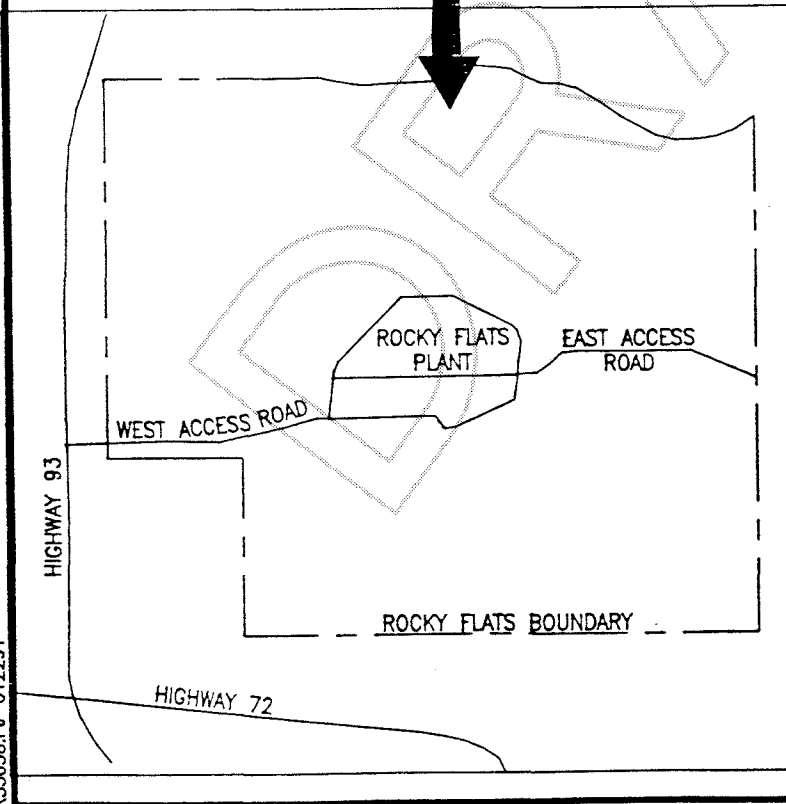 ROCKY FLATS
PLANT
EAST ACCESS
ROAD
WEST ACCESS ROAD
HIGHWAY 93
ROCKY FLATS BOUNDARY
HIGHWAY 72